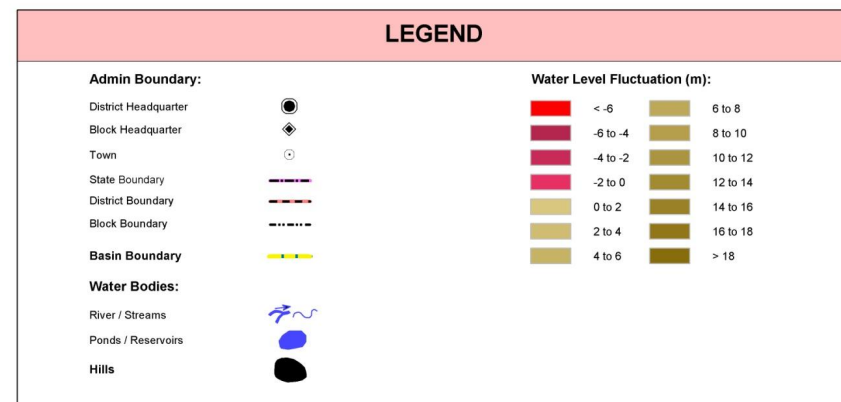 LEGEND
Admin Boundary:
District Headquarter
Block Headquarter
Town
State Boundary
District Boundary
Block Boundary
Basin Boundary
Water Bodies:
River / Streams
Ponds / Reservoirs
Hills
Water Level Fluctuation (m):
< -6
-6 to -4
-4 to -2
-2 to 0
0 to 2
2 to 4
4 to 6
6 to 8
8 to 10
10 to 12
12 to 14
14 to 16
16 to 18
> 18